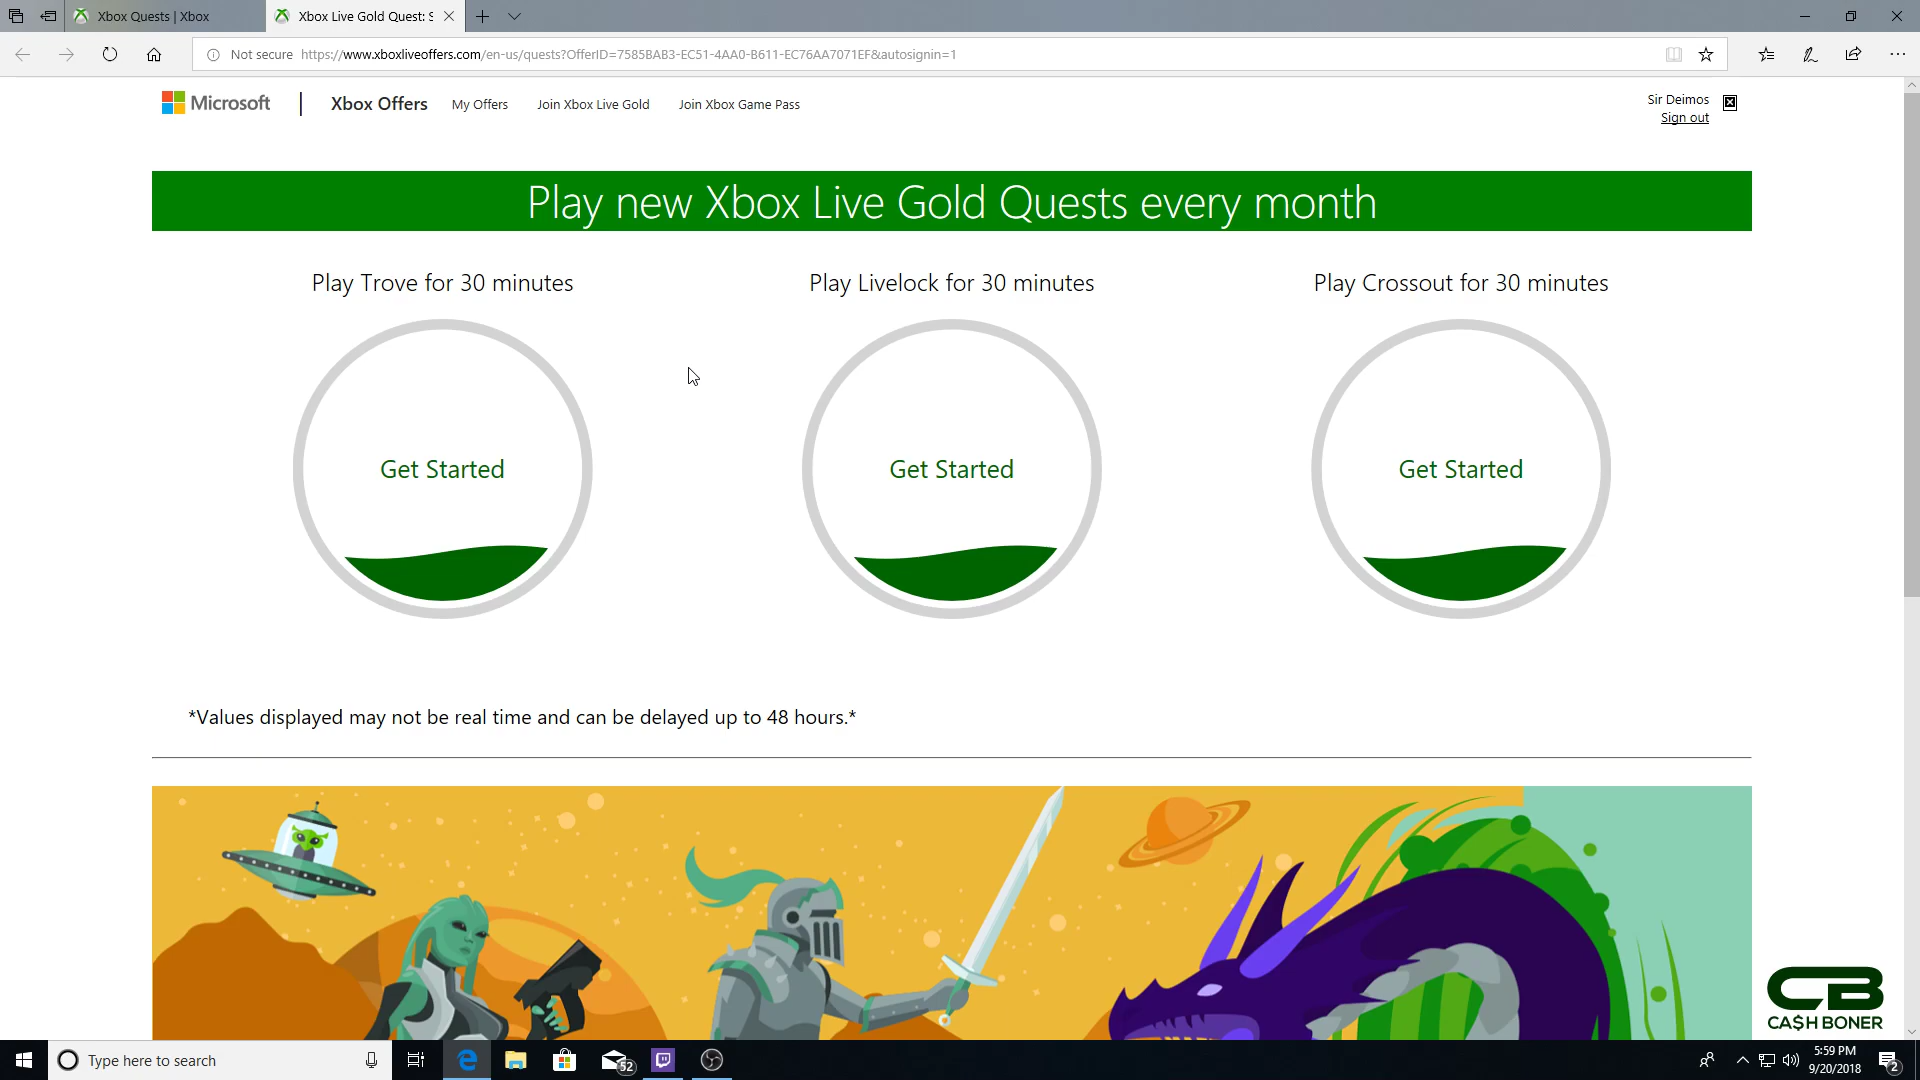 Xbox Quests | Xbox
Xbox Live Gold Quest: S
Not secure https://www.xboxliveoffers.com/en-us/quests?OfferID=7585BAB3-EC51-4AA0-B611-EC76AA7071EF&autosignin=1
Microsoft | Xbox Offers My Offers Join Xbox Live Gold Join Xbox Game Pass
Sir Deimos
Sign out
Play new Xbox Live Gold Quests every month
Play Trove for 30 minutes
Play Livelock for 30 minutes
Play Crossout for 30 minutes
Get Started
Get Started
Get Started
*Values displayed may not be real time and can be delayed up to 48 hours.*
CB
CA$H BONER
Type here to search
52
5:59 PM
9/20/2018
2